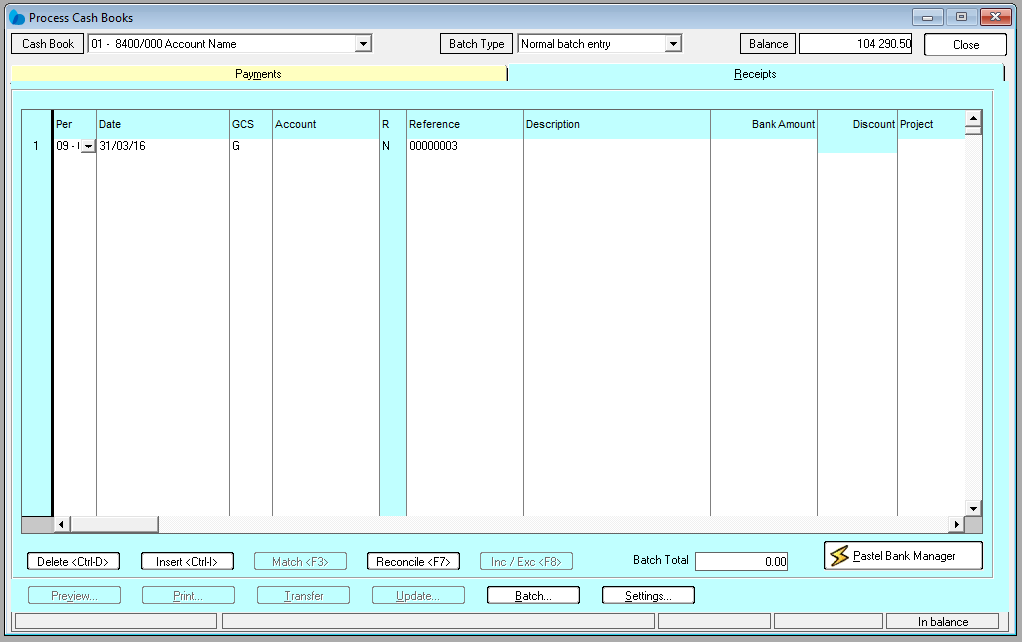 Process Cash Books
Cash Book 01 - 8400/000 Account Name Batch Type Normal batch entry Balance 104 290.50 Close
Payments Receipts
Per Date GCS Account R Reference Description Bank Amount Discount Project
1 09 - 31/03/16 G N 00000003
Delete <Ctrl-D> Insert <Ctrl-I> Match <F3> Reconcile <F7> Inc / Exc <F8> Batch Total 0.00 Pastel Bank Manager
Preview... Print... Transfer Update... Batch... Settings...
In balance